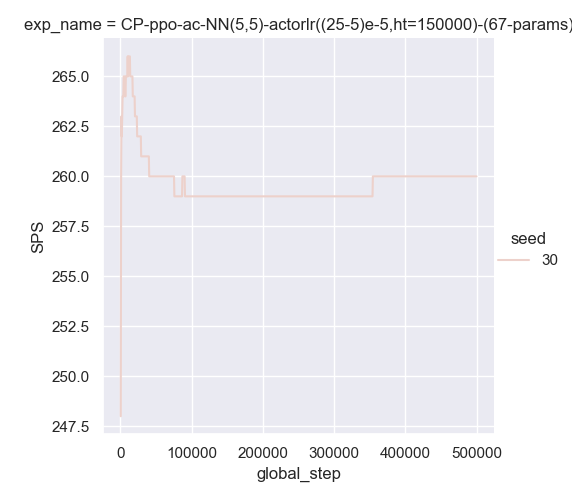 exp_name = CP-ppo-ac-NN(5,5)-actorlr((25-5)e-5,ht=150000)-(67-params)
265.0
262.5
260.0
257.5
255.0
252.5
250.0
247.5
SPS
seed
30
0 100000 200000 300000 400000 500000
global_step